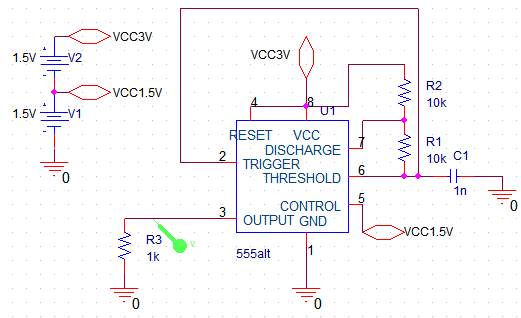 VCC3V
1.5V V2
VCC1.5V
1.5V V1
0
VCC3V
4 8 U1
RESET VCC
DISCHARGE 7
2 TRIGGER
THRESHOLD 6
CONTROL 5
3 OUTPUT GND
1
555alt
0
VCC1.5V
R2
10k
R1
10k
C1
1n
0
R3
1k
0
V